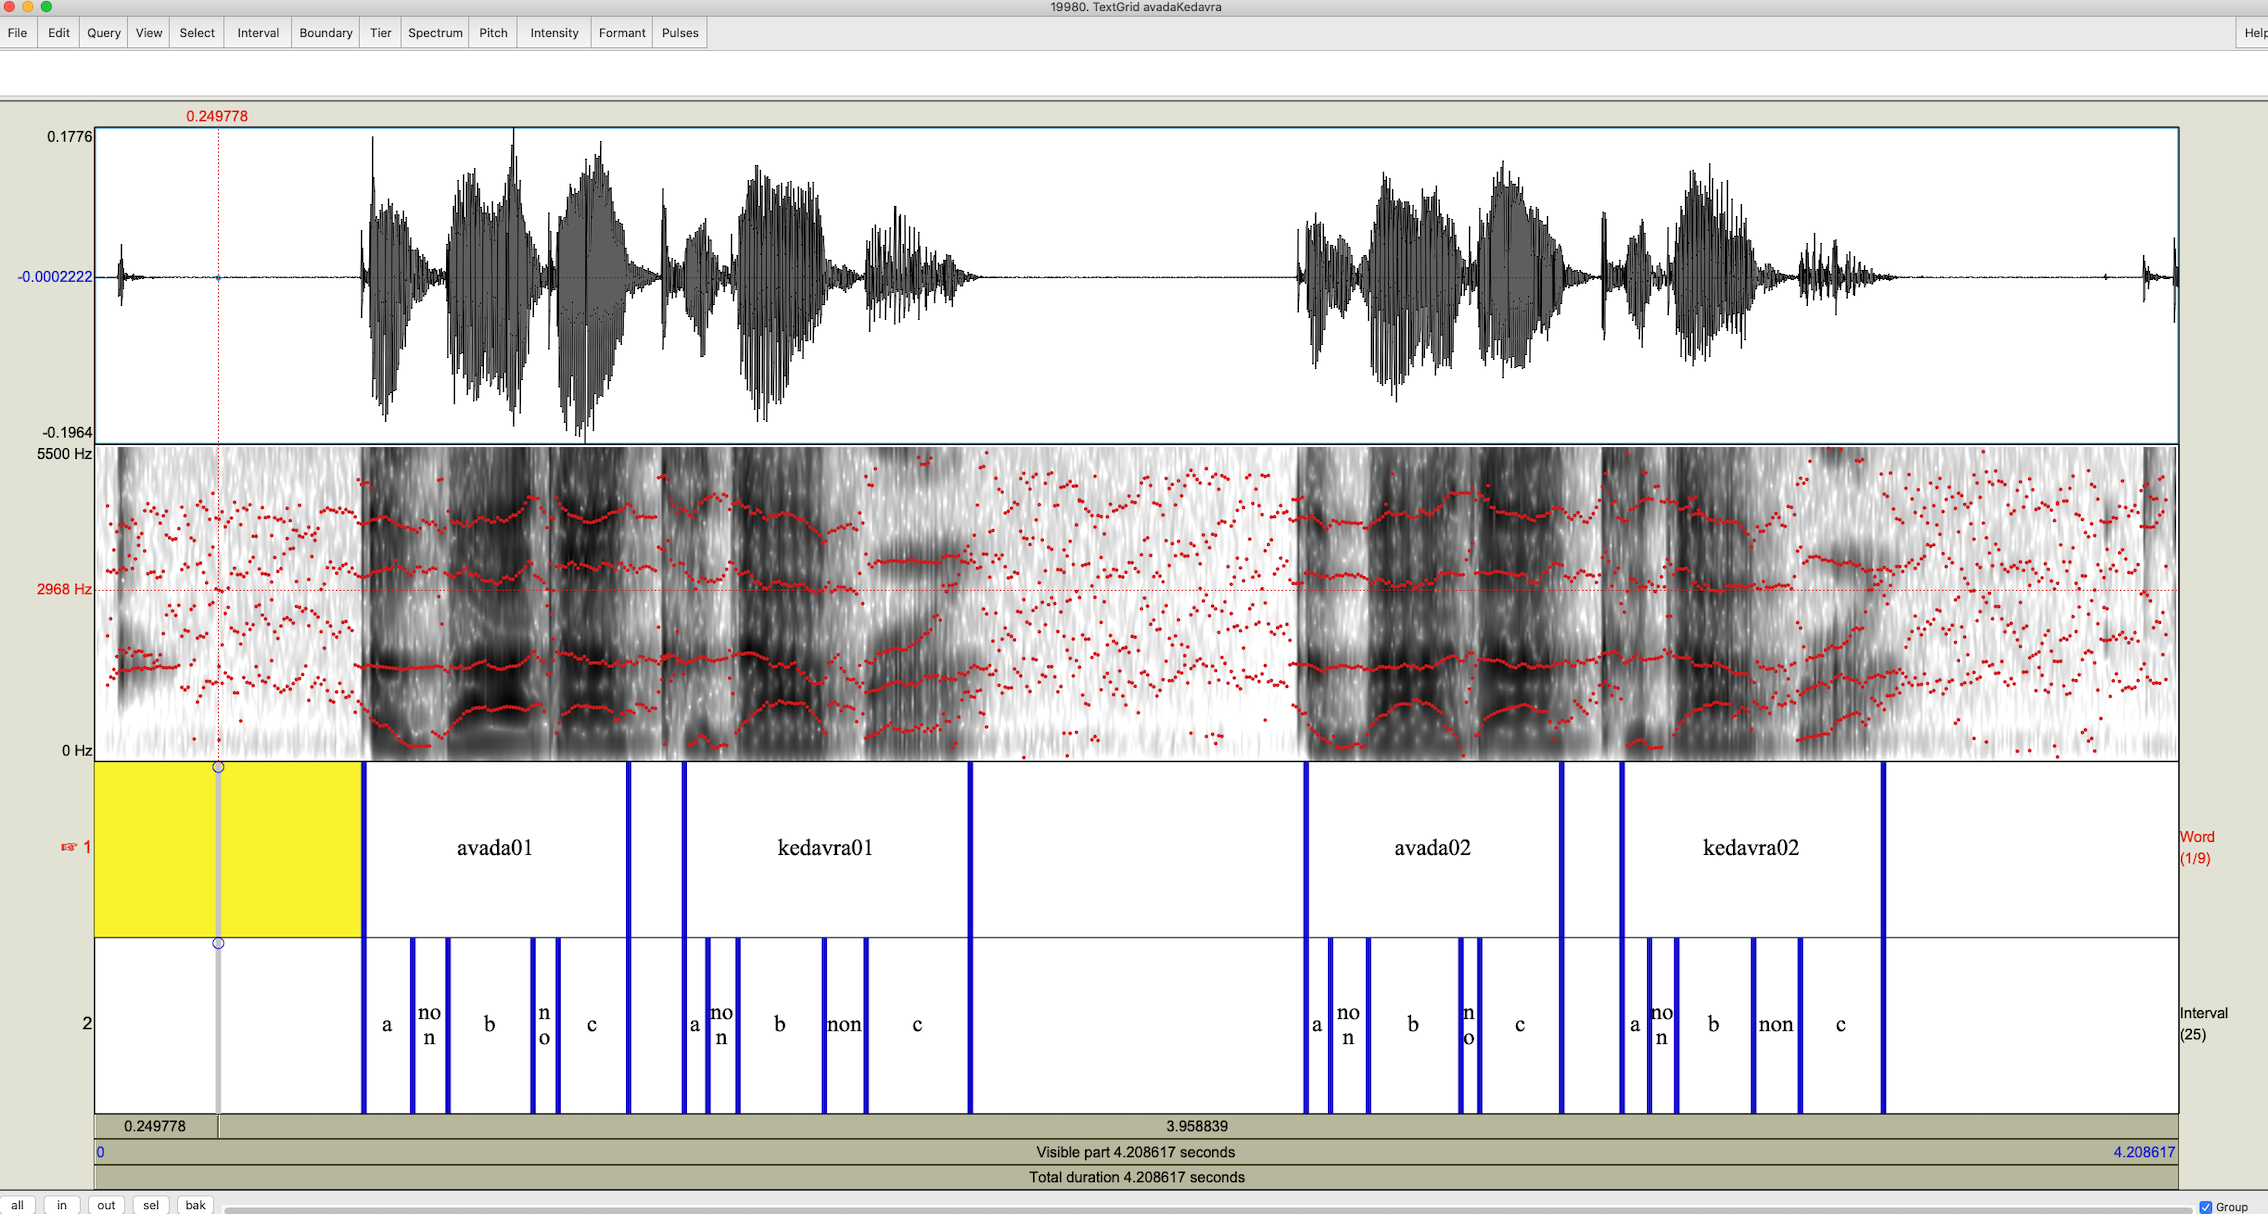 19980. TextGrid avadaKedavra
File Edit Query View Select Interval Boundary Tier Spectrum Pitch Intensity Formant Pulses Help
0.249778
0.1776
-0.0002222
-0.1964
5500 Hz
2968 Hz
0 Hz
☞ 1
avada01 kedavra01 avada02 kedavra02
Word
(1/9)
2
a
no
n
b
n
o
c
a
no
n
b
non
c
a
no
n
b
n
o
c
a
no
n
b
non
c
Interval
(25)
0.249778 3.958839
0 Visible part 4.208617 seconds 4.208617
Total duration 4.208617 seconds
all in out sel bak Group